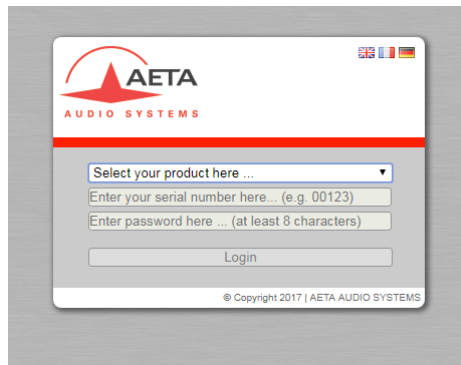 AETA
AUDIO SYSTEMS
Select your product here ...
Enter your serial number here... (e.g. 00123)
Enter password here ... (at least 8 characters)
Login
© Copyright 2017 | AETA AUDIO SYSTEMS